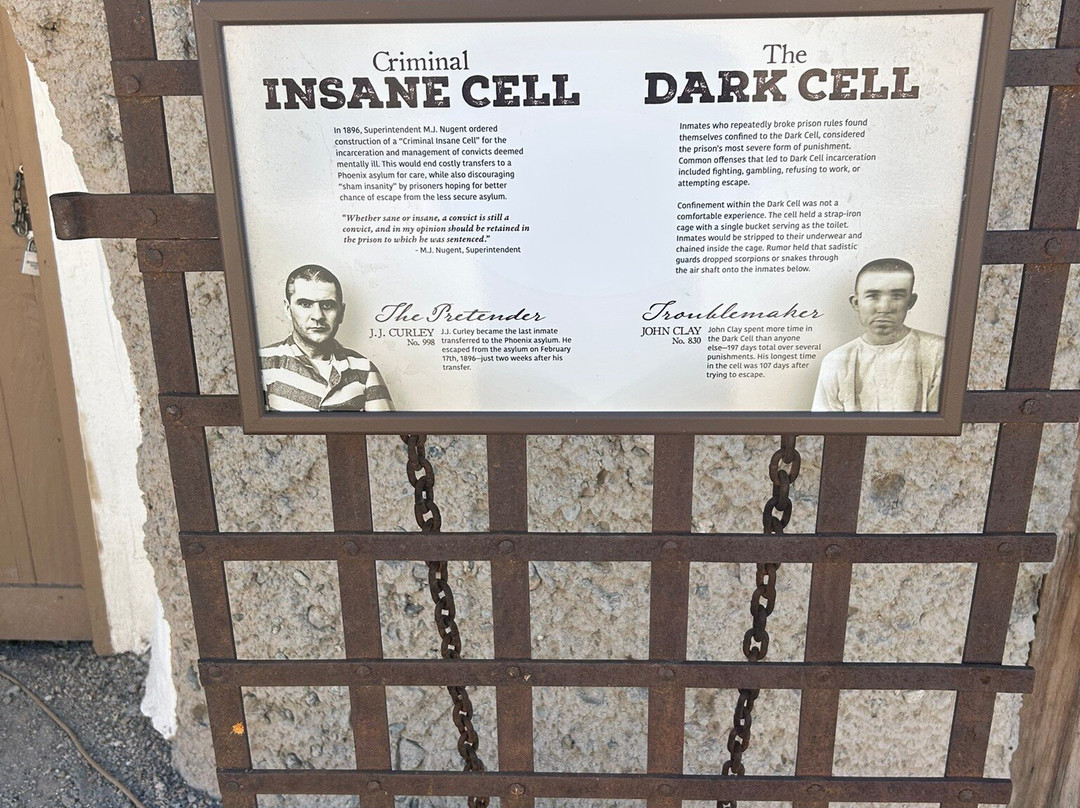 Criminal
INSANE CELL
In 1896, Superintendent M.J. Nugent ordered
construction of a “Criminal Insane Cell” for the
incarceration and management of convicts deemed
mentally ill. This would end costly transfers to a
Phoenix asylum for care, while also discouraging
“sham insanity” by prisoners hoping for better
chance of escape from the less secure asylum.
“Whether sane or insane, a convict is still a
convict, and in my opinion should be retained in
the prison to which he was sentenced.”
- M.J. Nugent, Superintendent
The Pretender
J.J. CURLEY
No. 998
J.J. Curley became the last inmate
transferred to the Phoenix asylum. He
escaped from the asylum on February
17th, 1896—just two weeks after his
transfer.
The
DARK CELL
Inmates who repeatedly broke prison rules found
themselves confined to the Dark Cell, considered
the prison's most severe form of punishment.
Common offenses that led to Dark Cell incarceration
included fighting, gambling, refusing to work, or
attempting escape.
Confinement within the Dark Cell was not a
comfortable experience. The cell held a strap-iron
cage with a single bucket serving as the toilet.
Inmates would be stripped to their underwear and
chained inside the cage. Rumor held that sadistic
guards dropped scorpions or snakes through
the air shaft onto the inmates below.
Troublemaker
JOHN CLAY
No. 830
John Clay spent more time in
the Dark Cell than anyone
else—197 days total over several
punishments. His longest time
in the cell was 107 days after
trying to escape.